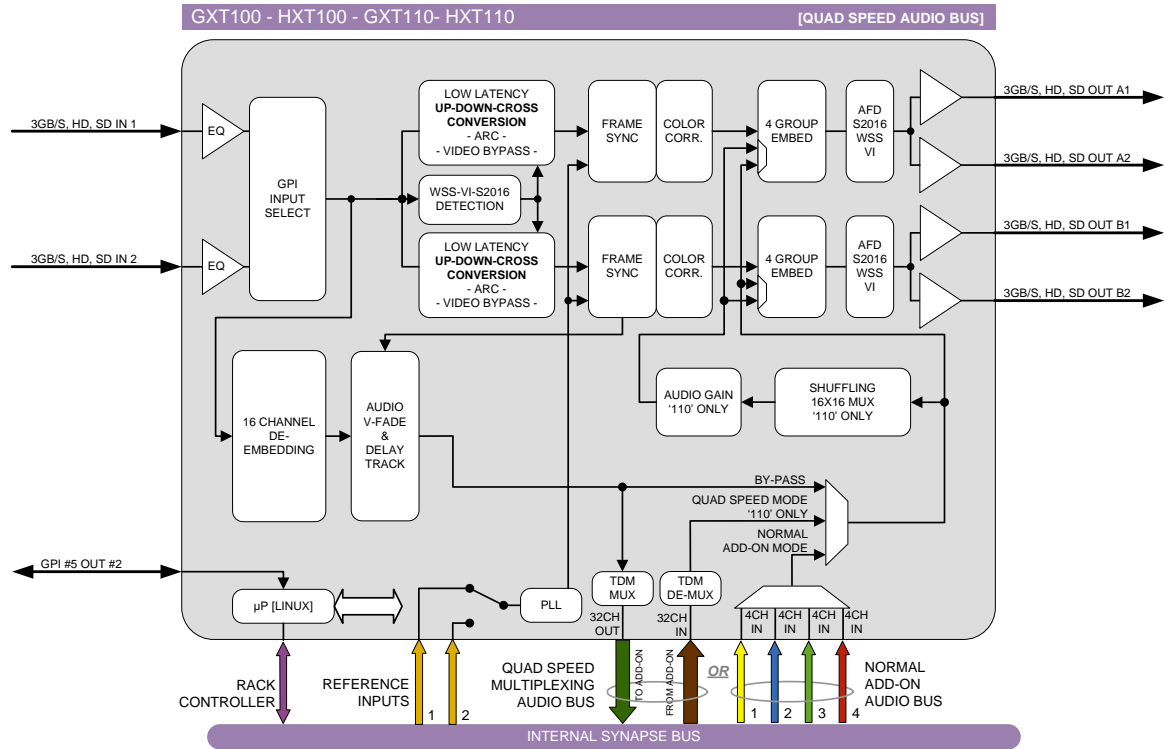 GXT100 - HXT100 - GXT110- HXT110
[QUAD SPEED AUDIO BUS]
3GB/S, HD, SD IN 1
EQ
GPI
INPUT
SELECT
3GB/S, HD, SD IN 2
EQ
LOW LATENCY
UP-DOWN-CROSS
CONVERSION
- ARC -
- VIDEO BYPASS -
WSS-VI-S2016
DETECTION
LOW LATENCY
UP-DOWN-CROSS
CONVERSION
- ARC -
- VIDEO BYPASS -
FRAME
SYNC
COLOR
CORR.
4 GROUP
EMBED
AFD
S2016
WSS
VI
3GB/S, HD, SD OUT A1
3GB/S, HD, SD OUT A2
FRAME
SYNC
COLOR
CORR.
4 GROUP
EMBED
AFD
S2016
WSS
VI
3GB/S, HD, SD OUT B1
3GB/S, HD, SD OUT B2
16 CHANNEL
DE-
EMBEDDING
AUDIO
V-FADE
&
DELAY
TRACK
AUDIO GAIN
‘110’ ONLY
SHUFFLING
16X16 MUX
‘110’ ONLY
BY-PASS
QUAD SPEED MODE
‘110’ ONLY
NORMAL
ADD-ON MODE
GPI #5 OUT #2
µP [LINUX]
PLL
TDM
MUX
TDM
DE-MUX
32CH
OUT
32CH
IN
4CH
IN
4CH
IN
4CH
IN
4CH
IN
RACK
CONTROLLER
REFERENCE
INPUTS
1
2
QUAD SPEED
MULTIPLEXING
AUDIO BUS
TO ADD-ON
FROM ADD-ON
OR
1
2
3
4
NORMAL
ADD-ON
AUDIO BUS
INTERNAL SYNAPSE BUS